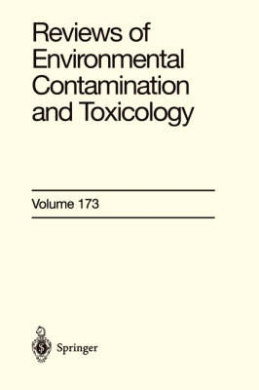 Reviews of
Environmental
Contamination
and Toxicology
Volume 173
Springer